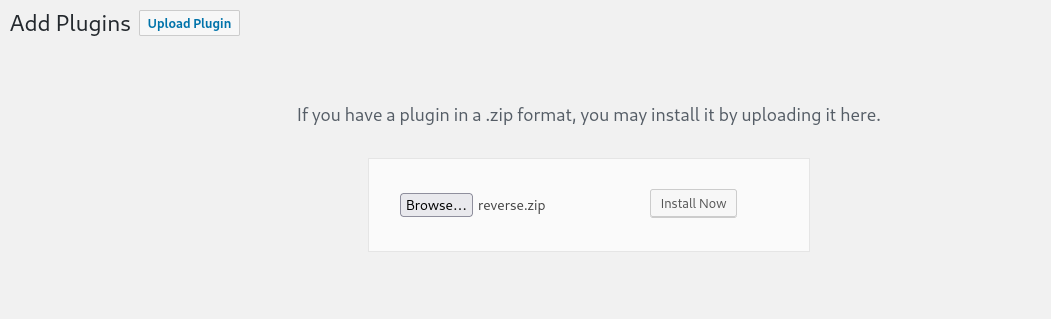 Add Plugins Upload Plugin
If you have a plugin in a .zip format, you may install it by uploading it here.
Browse... reverse.zip Install Now